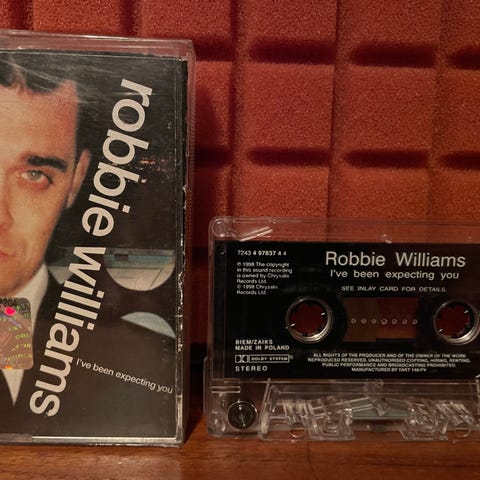 robbie williams
I've been expecting you
7243 4 97837 4 4
℗ 1998 The copyright
in this sound recording
is owned by Chrysalis
Records Ltd.
© 1998 Chrysalis
Records Ltd.
Robbie Williams
I've been expecting you
SEE INLAY CARD FOR DETAILS
BIEM/ZAIKS
MADE IN POLAND
DOLBY SYSTEM
STEREO
ALL RIGHTS OF THE PRODUCER AND OF THE OWNER OF THE WORK
REPRODUCED RESERVED. UNAUTHORISED COPYING, HIRING, RENTING,
PUBLIC PERFORMANCE AND BROADCASTING PROHIBITED.
MANUFACTURED BY TAKT